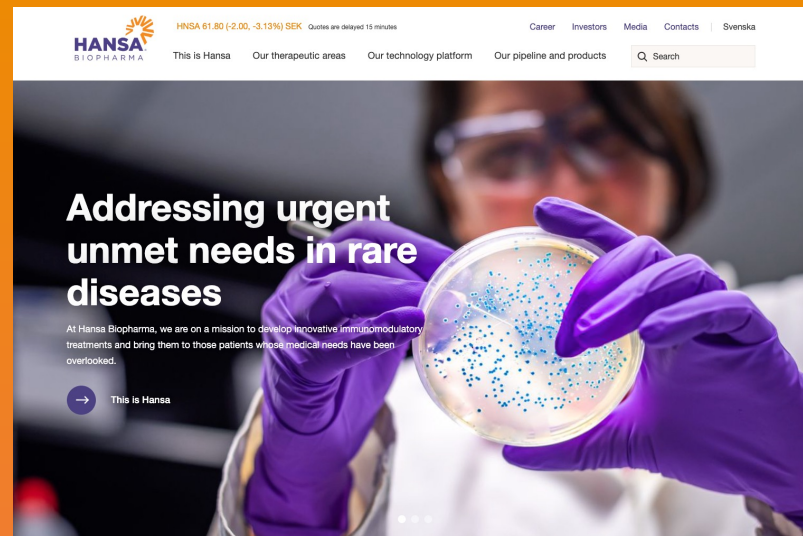 HANSA
BIOPHARMA
HNSA 61.80 (-2.00, -3.13%) SEK Quotes are delayed 15 minutes
Career Investors Media Contacts Svenska
This is Hansa Our therapeutic areas Our technology platform Our pipeline and products Search
Addressing urgent
unmet needs in rare
diseases
At Hansa Biopharma, we are on a mission to develop innovative immunomodulatory
treatments and bring them to those patients whose medical needs have been
overlooked.
This is Hansa